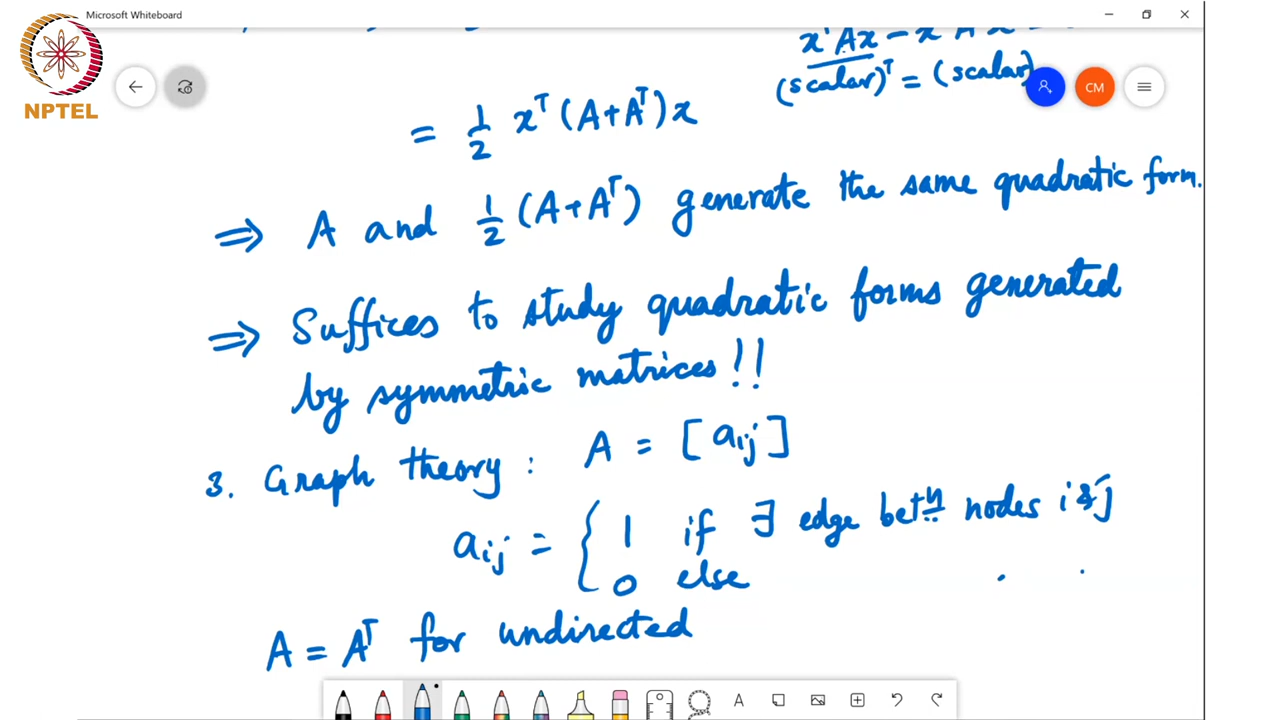 Microsoft Whiteboard
NPTEL
CM
(scalar)ᵀ = (scalar)
= 1/2 xᵀ (A+Aᵀ) x
⇒ A and 1/2 (A+Aᵀ) generate the same quadratic form.
⇒ Suffices to study quadratic forms generated
by symmetric matrices!!
3. Graph theory: A = [aij]
aij = { 1 if ∃ edge betⁿ nodes i & j
0 else
A = Aᵀ for undirected
A